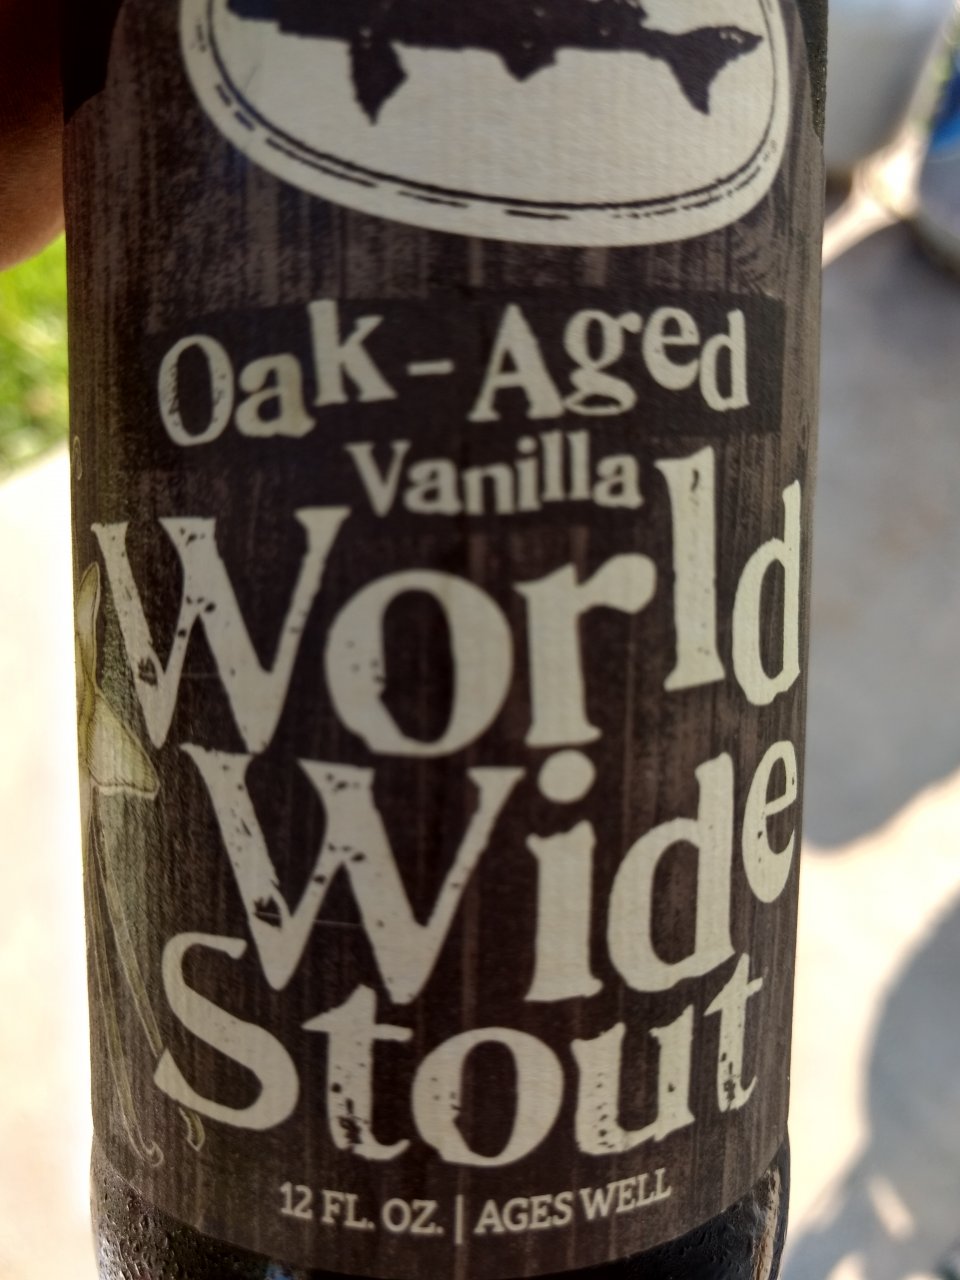 Oak-Aged
Vanilla
World
Wide
Stout
12 FL. OZ. | AGES WELL